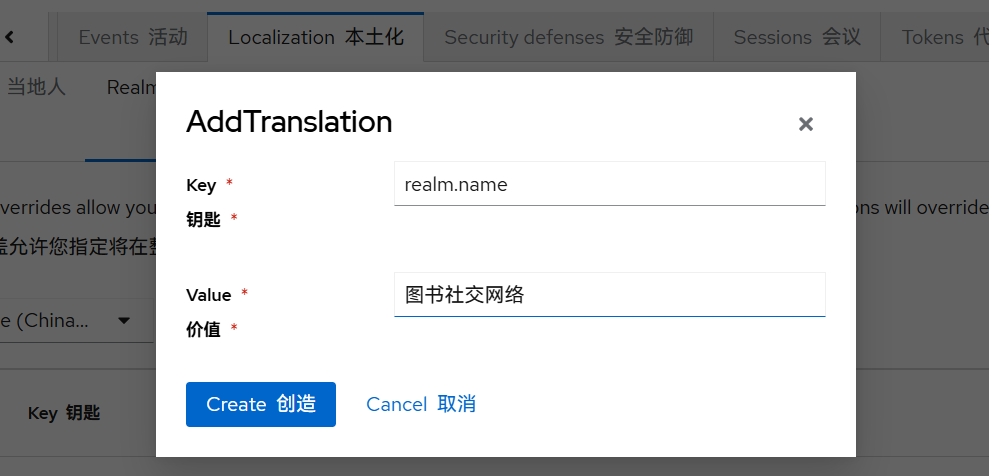 Events 活动 Localization 本土化 Security defenses 安全防御 Sessions 会议 Tokens
当地人 Realm
AddTranslation
Key * realm.name
verrides allow you ons will override
钥匙 *
盖允许您指定将在整
Value * 图书社交网络
e (China...
价值 *
Create 创造 Cancel 取消
Key 钥匙